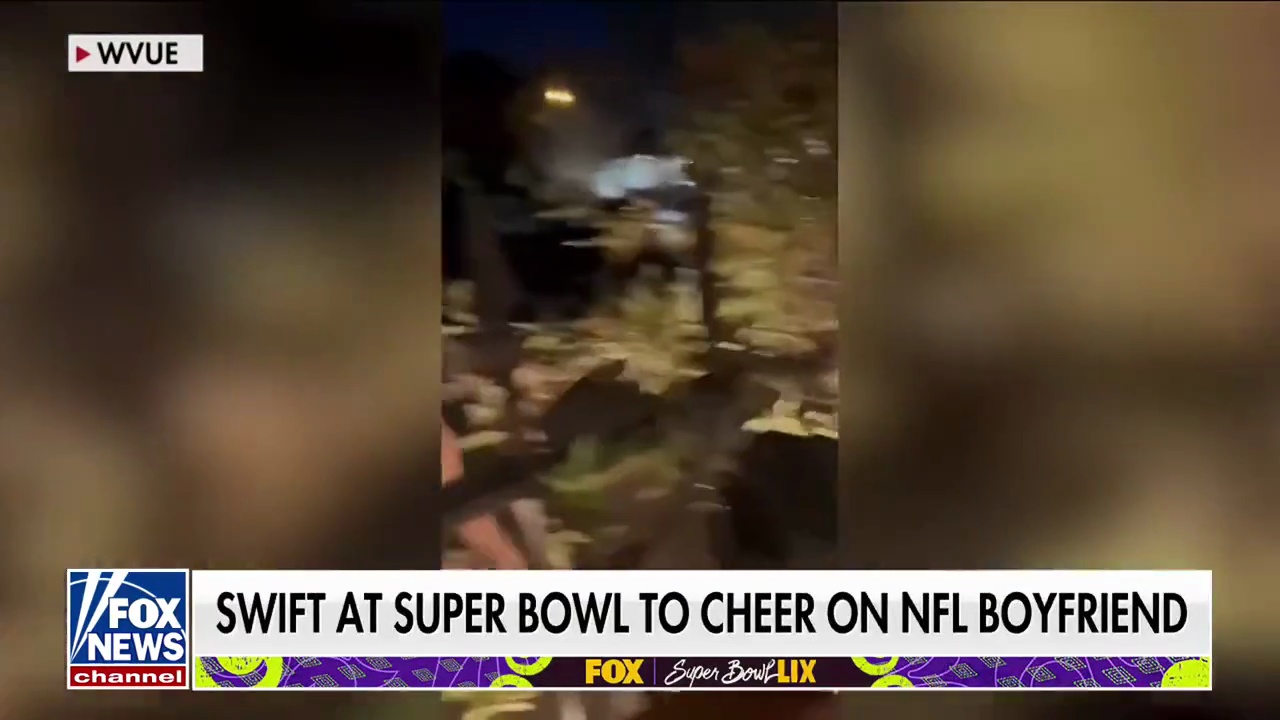 WVUE
FOX
NEWS
channel
SWIFT AT SUPER BOWL TO CHEER ON NFL BOYFRIEND
FOX Super Bowl LIX